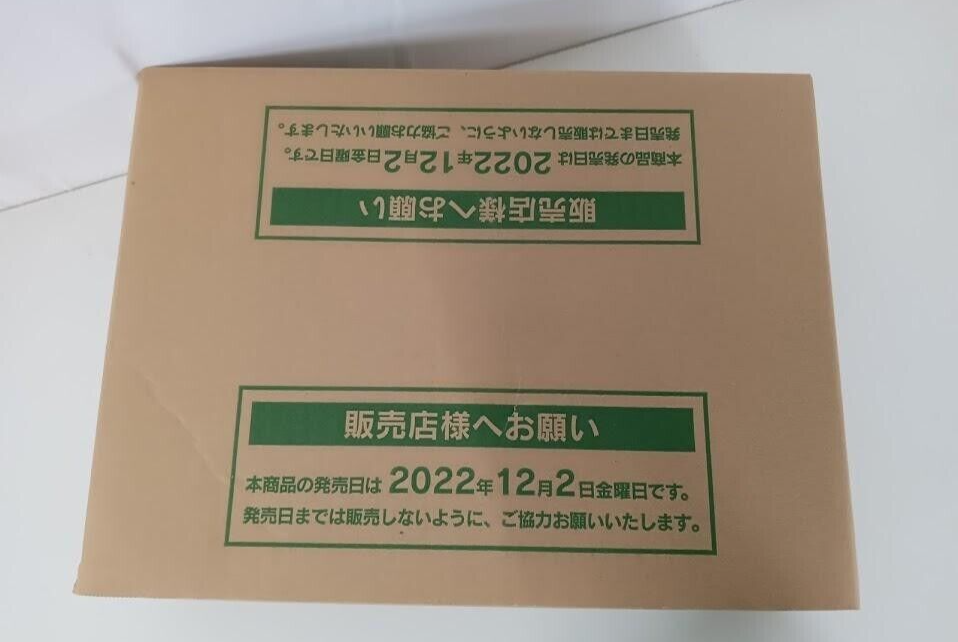 販売店様へお願い
本商品の発売日は 2022年12月2日金曜日です。
発売日までは販売しないように、ご協力お願いいたします。
販売店様へお願い
本商品の発売日は 2022年12月2日金曜日です。
発売日までは販売しないように、ご協力お願いいたします。